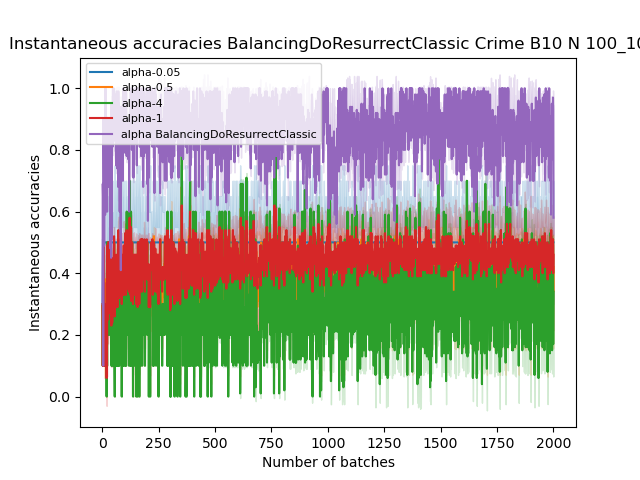 Instantaneous accuracies BalancingDoResurrectClassic Crime B10 N 100_10
1.0
0.8
0.6
0.4
0.2
0.0
Instantaneous accuracies
alpha-0.05
alpha-0.5
alpha-4
alpha-1
alpha BalancingDoResurrectClassic
0 250 500 750 1000 1250 1500 1750 2000
Number of batches